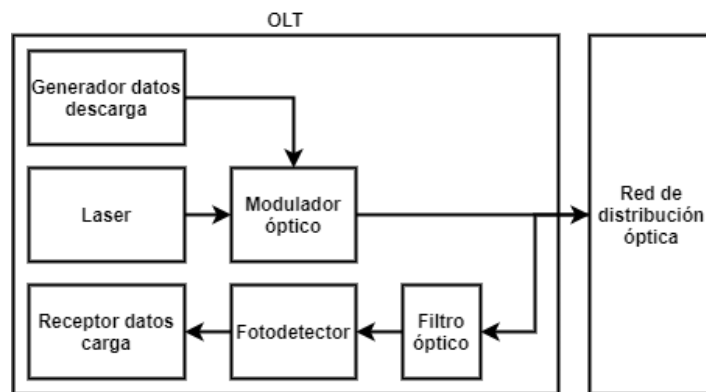 OLT
Generador datos
descarga
Laser
Modulador
óptico
Red de
distribución
óptica
Receptor datos
carga
Fotodetector
Filtro
óptico